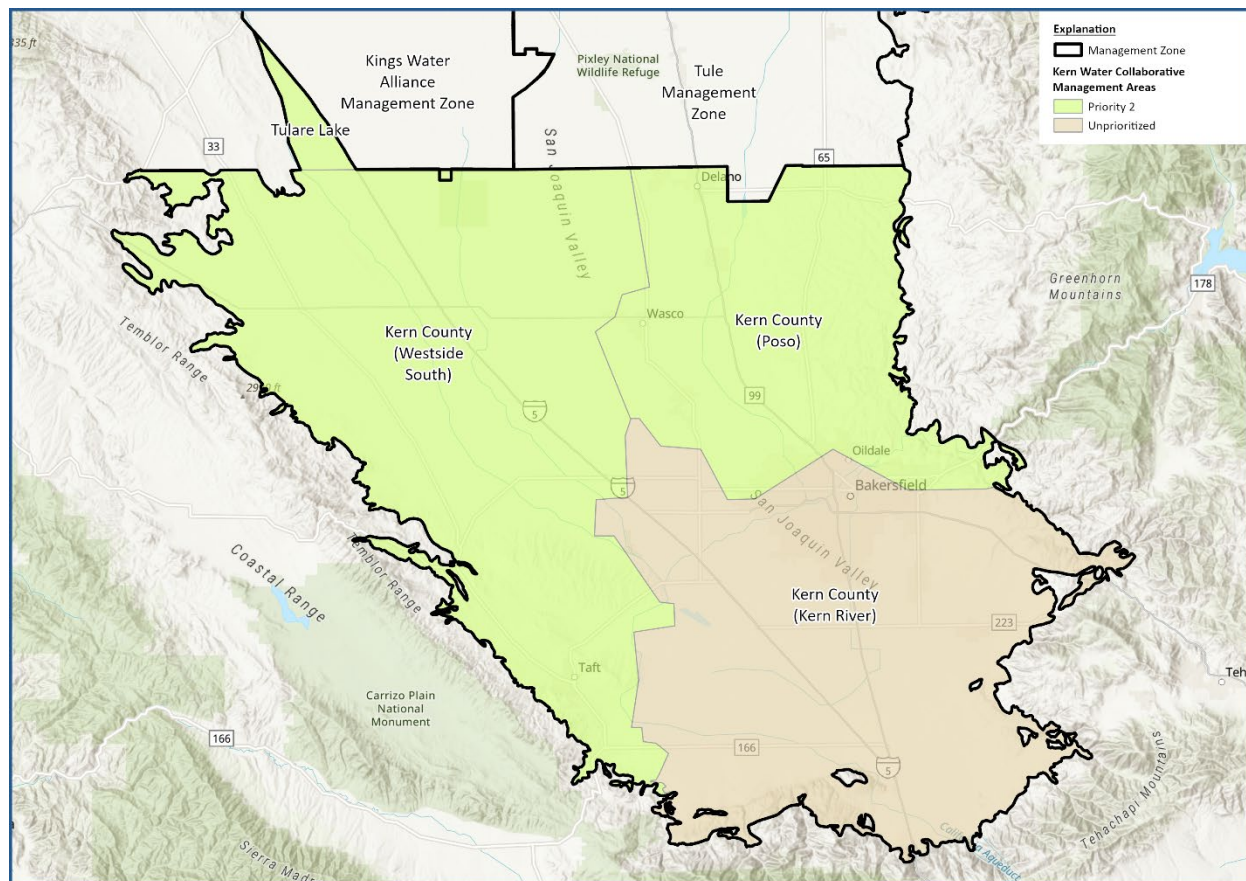 Explanation
Management Zone
Kern Water Collaborative
Management Areas
Priority 2
Unprioritized
Kings Water
Alliance
Management Zone
Pixley National
Wildlife Refuge
Tule
Management
Zone
Tulare Lake
33
65
San Joaquin Valley
Delano
Greenhorn
Mountains
178
Wasco
Kern County
(Westside
South)
Kern County
(Poso)
Temblor Range
99
5
Oildale
5
Bakersfield
San Joaquin Valley
Temblor Range
Coastal Range
Kern County
(Kern River)
223
Taft
Teh
Carrizo Plain
National
Monument
166
166
5
Tehachapi Mountains
Sierra Madr